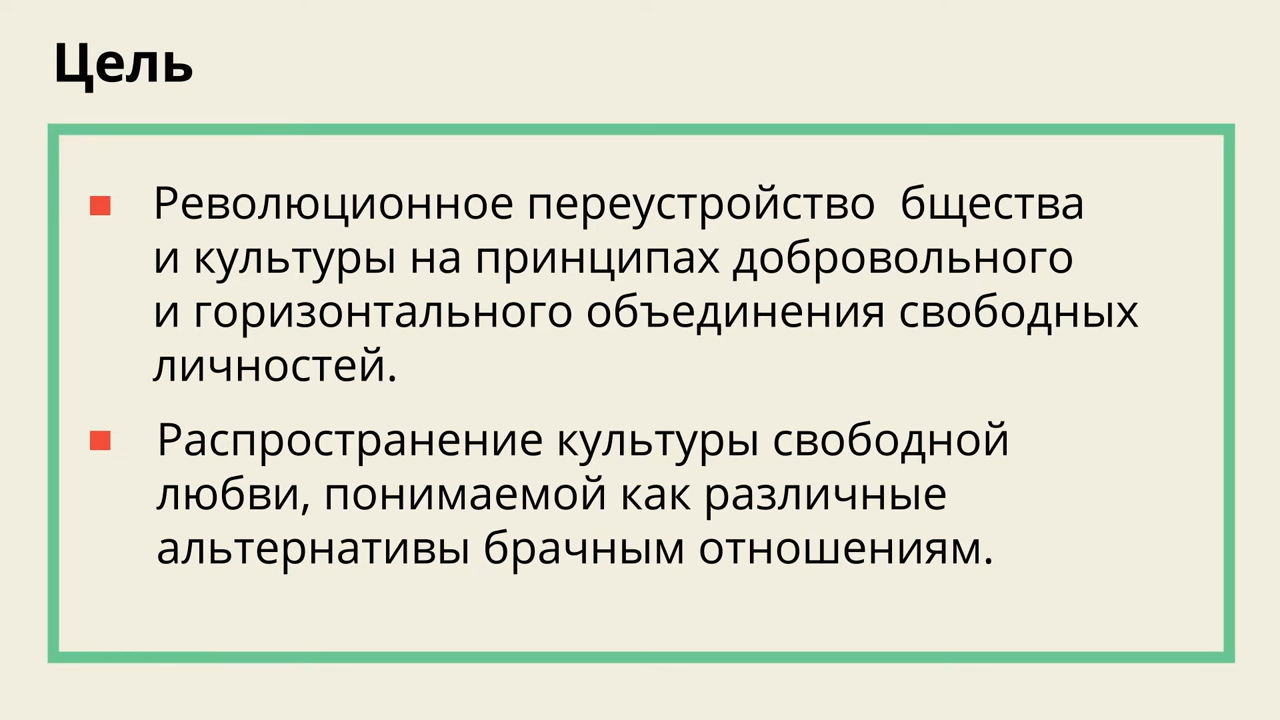 Цель
Революционное переустройство  бщества
и культуры на принципах добровольного
и горизонтального объединения свободных
личностей.
Распространение культуры свободной
любви, понимаемой как различные
альтернативы брачным отношениям.